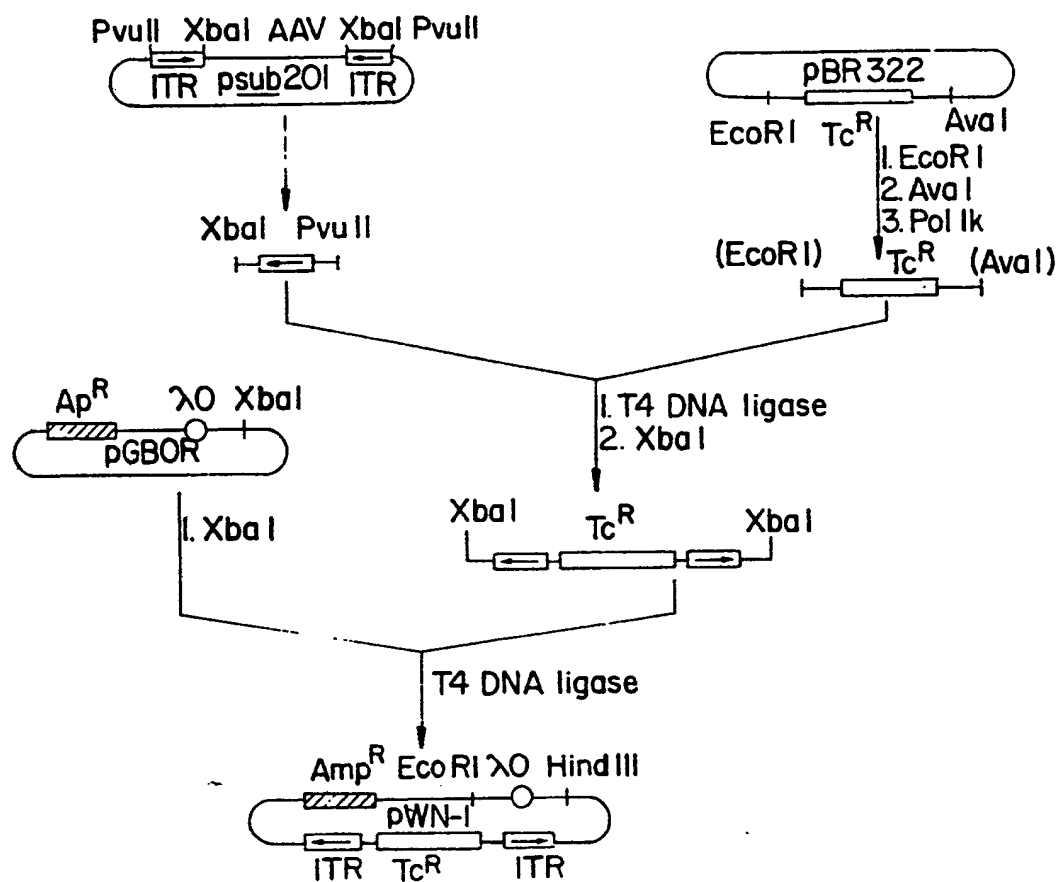 PvuII XbaI AAV XbaI PvuII
ITR psub201 ITR
pBR322
EcoRI TcR AvaI
1. EcoRI
2. AvaI
3. Pol Ik
XbaI PvuII
(EcoRI) TcR (AvaI)
ApR λO XbaI
pGBOR
1. T4 DNA ligase
2. XbaI
1. XbaI
XbaI TcR XbaI
T4 DNA ligase
AmpR EcoRI λO HindIII
pWN-1
ITR TcR ITR